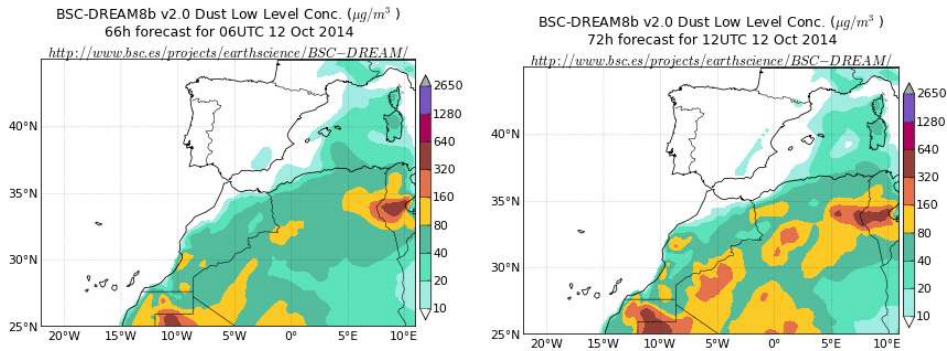 BSC-DREAM8b v2.0 Dust Low Level Conc. (μg/m³ )
66h forecast for 06UTC 12 Oct 2014
http://www.bsc.es/projects/earthscience/BSC−DREAM/
2650
1280
640
320
160
80
40
20
10
40°N
35°N
30°N
25°N
20°W 15°W 10°W 5°W 0° 5°E 10°E
BSC-DREAM8b v2.0 Dust Low Level Conc. (μg/m³ )
72h forecast for 12UTC 12 Oct 2014
http://www.bsc.es/projects/earthscience/BSC−DREAM/
2650
1280
640
320
160
80
40
20
10
40°N
35°N
30°N
25°N
20°W 15°W 10°W 5°W 0° 5°E 10°E